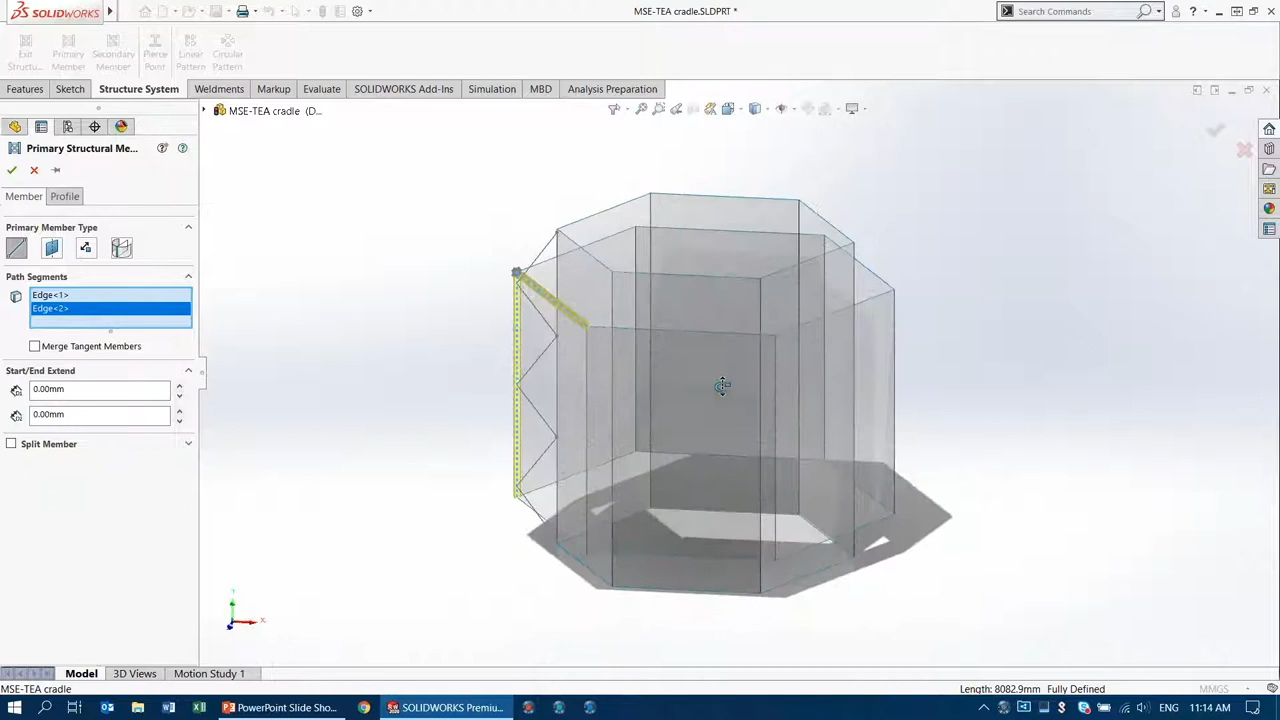 SOLIDWORKS
MSE-TEA cradle.SLDPRT *
Search Commands
Exit Structu...
Primary Member
Secondary Member
Pierce Point
Linear Pattern
Circular Pattern
Features
Sketch
Structure System
Weldments
Markup
Evaluate
SOLIDWORKS Add-Ins
Simulation
MBD
Analysis Preparation
MSE-TEA cradle (D...
Primary Structural Me...
Member
Profile
Primary Member Type
Path Segments
Edge<1>
Edge<2>
Merge Tangent Members
Start/End Extend
0.00mm
0.00mm
Split Member
Y
X
Model
3D Views
Motion Study 1
MSE-TEA cradle
Length: 8082.9mm
Fully Defined
MMGS
PowerPoint Slide Sho...
SOLIDWORKS Premiu...
ENG
11:14 AM